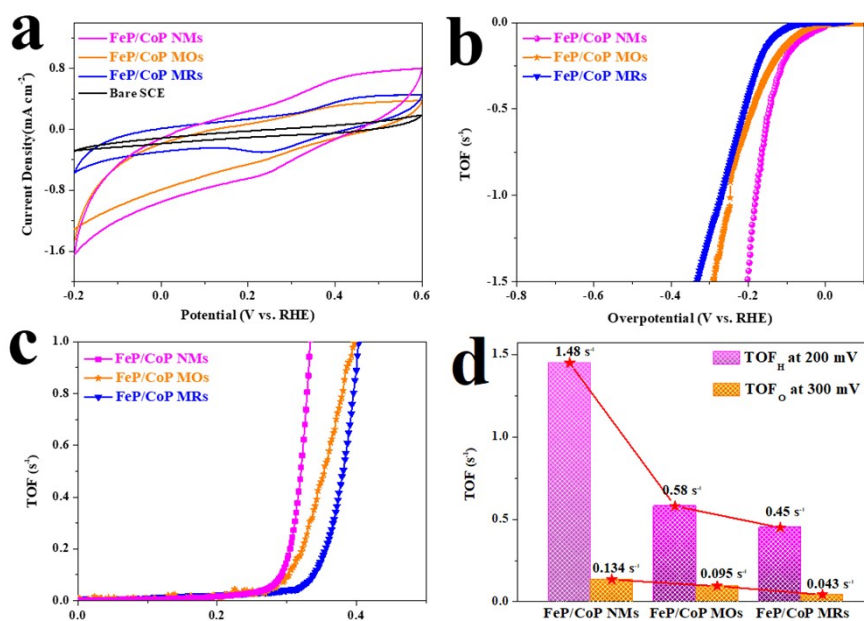 a
FeP/CoP NMs
FeP/CoP MOs
FeP/CoP MRs
Bare SCE
Current Density(mA cm⁻²)
0.8
0.0
-0.8
-1.6
-0.2
0.0
0.2
0.4
0.6
Potential (V vs. RHE)
b
FeP/CoP NMs
FeP/CoP MOs
FeP/CoP MRs
TOF (s⁻¹)
0.0
-0.5
-1.0
-1.5
-0.8
-0.6
-0.4
-0.2
0.0
Overpotential (V vs. RHE)
c
FeP/CoP NMs
FeP/CoP MOs
FeP/CoP MRs
TOF (s⁻¹)
1.0
0.8
0.6
0.4
0.2
0.0
0.0
0.2
0.4
d
TOF_H at 200 mV
TOF_O at 300 mV
1.5
1.0
0.5
0.0
1.48 s⁻¹
0.58 s⁻¹
0.45 s⁻¹
0.134 s⁻¹
0.095 s⁻¹
0.043 s⁻¹
FeP/CoP NMs
FeP/CoP MOs
FeP/CoP MRs